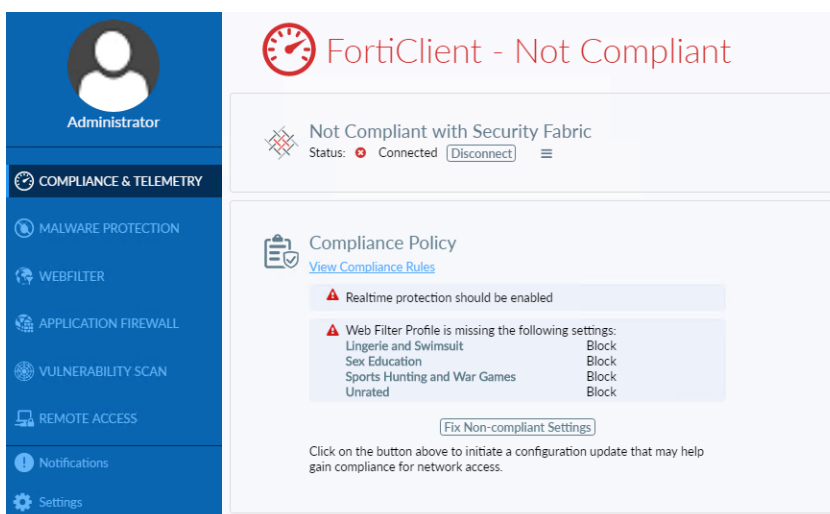 FortiClient - Not Compliant
Administrator
COMPLIANCE & TELEMETRY
MALWARE PROTECTION
WEBFILTER
APPLICATION FIREWALL
VULNERABILITY SCAN
REMOTE ACCESS
Notifications
Settings
Not Compliant with Security Fabric
Status: Connected Disconnect
Compliance Policy
View Compliance Rules
Realtime protection should be enabled
Web Filter Profile is missing the following settings:
Lingerie and Swimsuit Block
Sex Education Block
Sports Hunting and War Games Block
Unrated Block
Fix Non-compliant Settings
Click on the button above to initiate a configuration update that may help
gain compliance for network access.